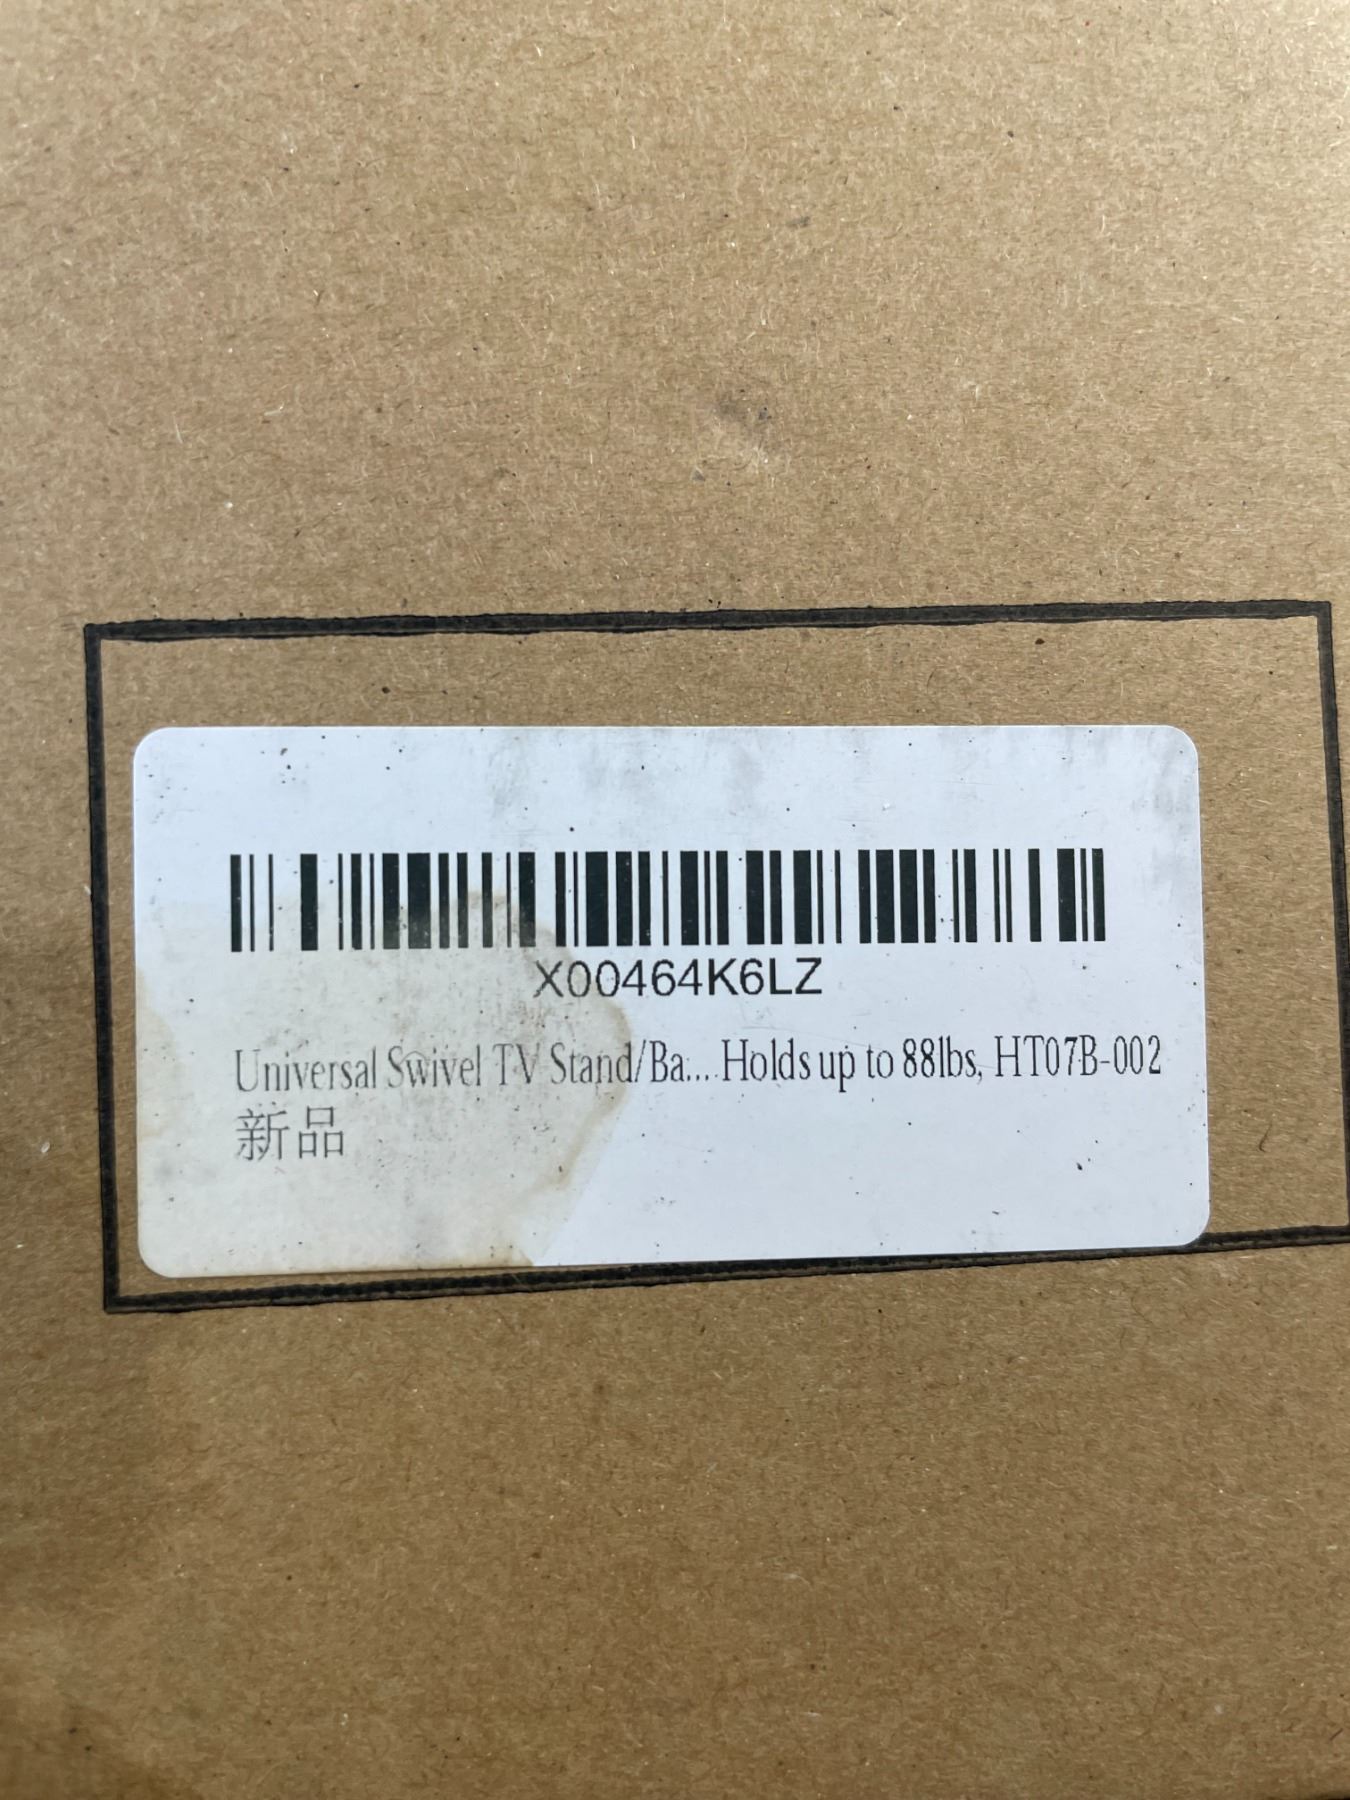 X00464K6LZ
Universal Swivel TV Stand/Ba... Holds up to 88lbs, HT07B-002
新品